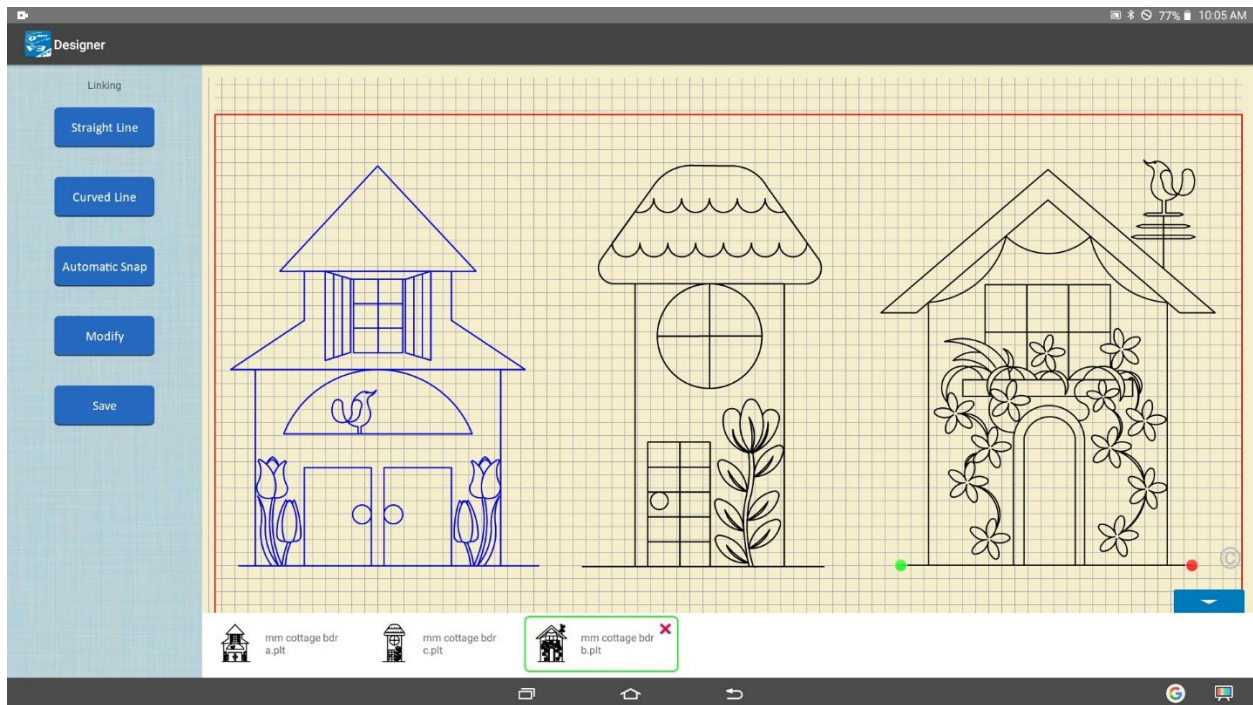 77% 10:05 AM
Designer
Linking
Straight Line
Curved Line
Automatic Snap
Modify
Save
©
mm cottage bdr
a.plt
mm cottage bdr
c.plt
mm cottage bdr
b.plt